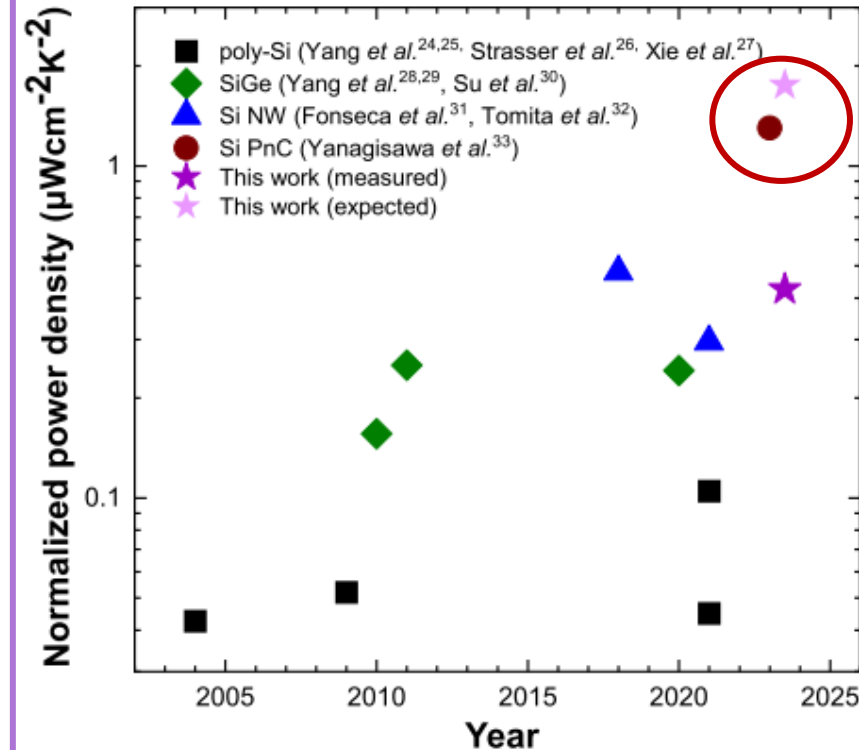 Normalized power density (µWcm⁻²K⁻²)
poly-Si (Yang et al.²⁴,²⁵, Strasser et al.²⁶, Xie et al.²⁷)
SiGe (Yang et al.²⁸,²⁹, Su et al.³⁰)
Si NW (Fonseca et al.³¹, Tomita et al.³²)
Si PnC (Yanagisawa et al.³³)
This work (measured)
This work (expected)
1
0.1
2005 2010 2015 2020 2025
Year